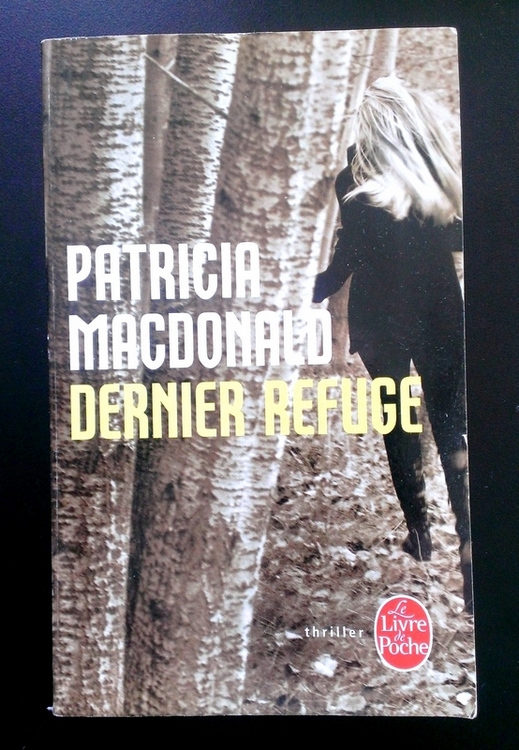 PATRICIA
MACDONALD
DERNIER REFUGE
thriller
Le
Livre
de
Poche